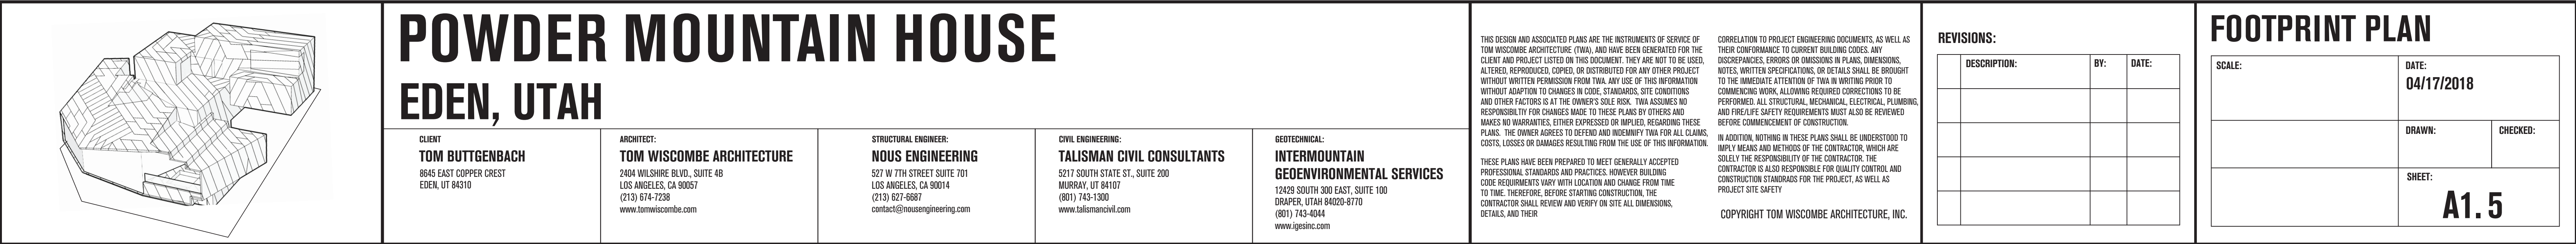 POWDER MOUNTAIN HOUSE
EDEN, UTAH
CLIENT
TOM BUTTGENBACH
8645 EAST COPPER CREST
EDEN, UT 84310
ARCHITECT:
TOM WISCOMBE ARCHITECTURE
2404 WILSHIRE BLVD., SUITE 4B
LOS ANGELES, CA 90057
(213) 674-7238
www.tomwiscombe.com
STRUCTURAL ENGINEER:
NOUS ENGINEERING
527 W 7TH STREET SUITE 701
LOS ANGELES, CA 90014
(213) 627-6687
contact@nousengineering.com
CIVIL ENGINEERING:
TALISMAN CIVIL CONSULTANTS
5217 SOUTH STATE ST., SUITE 200
MURRAY, UT 84107
(801) 743-1300
www.talismancivil.com
GEOTECHNICAL:
INTERMOUNTAIN
GEOENVIRONMENTAL SERVICES
12429 SOUTH 300 EAST, SUITE 100
DRAPER, UTAH 84020-8770
(801) 743-4044
www.igesinc.com
THIS DESIGN AND ASSOCIATED PLANS ARE THE INSTRUMENTS OF SERVICE OF
TOM WISCOMBE ARCHITECTURE (TWA), AND HAVE BEEN GENERATED FOR THE
CLIENT AND PROJECT LISTED ON THIS DOCUMENT. THEY ARE NOT TO BE USED,
ALTERED, REPRODUCED, COPIED, OR DISTRIBUTED FOR ANY OTHER PROJECT
WITHOUT WRITTEN PERMISSION FROM TWA. ANY USE OF THIS INFORMATION
WITHOUT ADAPTION TO CHANGES IN CODE, STANDARDS, SITE CONDITIONS
AND OTHER FACTORS IS AT THE OWNER'S SOLE RISK. TWA ASSUMES NO
RESPONSIBILTIY FOR CHANGES MADE TO THESE PLANS BY OTHERS AND
MAKES NO WARRANTIES, EITHER EXPRESSED OR IMPLIED, REGARDING THESE
PLANS. THE OWNER AGREES TO DEFEND AND INDEMNIFY TWA FOR ALL CLAIMS,
COSTS, LOSSES OR DAMAGES RESULTING FROM THE USE OF THIS INFORMATION.
THESE PLANS HAVE BEEN PREPARED TO MEET GENERALLY ACCEPTED
PROFESSIONAL STANDARDS AND PRACTICES. HOWEVER BUILDING
CODE REQUIRMENTS VARY WITH LOCATION AND CHANGE FROM TIME
TO TIME. THEREFORE, BEFORE STARTING CONSTRUCTION, THE
CONTRACTOR SHALL REVIEW AND VERIFY ON SITE ALL DIMENSIONS,
DETAILS, AND THEIR
CORRELATION TO PROJECT ENGINEERING DOCUMENTS, AS WELL AS
THEIR CONFORMANCE TO CURRENT BUILDING CODES. ANY
DISCREPANCIES, ERRORS OR OMISSIONS IN PLANS, DIMENSIONS,
NOTES, WRITTEN SPECIFICATIONS, OR DETAILS SHALL BE BROUGHT
TO THE IMMEDIATE ATTENTION OF TWA IN WRITING PRIOR TO
COMMENCING WORK, ALLOWING REQUIRED CORRECTIONS TO BE
PERFORMED. ALL STRUCTURAL, MECHANICAL, ELECTRICAL, PLUMBING,
AND FIRE/LIFE SAFETY REQUIREMENTS MUST ALSO BE REVIEWED
BEFORE COMMENCEMENT OF CONSTRUCTION.
IN ADDITION, NOTHING IN THESE PLANS SHALL BE UNDERSTOOD TO
IMPLY MEANS AND METHODS OF THE CONTRACTOR, WHICH ARE
SOLELY THE RESPONSIBILITY OF THE CONTRACTOR. THE
CONTRACTOR IS ALSO RESPONSIBLE FOR QUALITY CONTROL AND
CONSTRUCTION STANDRADS FOR THE PROJECT, AS WELL AS
PROJECT SITE SAFETY
COPYRIGHT TOM WISCOMBE ARCHITECTURE, INC.
REVISIONS:
DESCRIPTION: BY: DATE:
FOOTPRINT PLAN
SCALE:
DATE:
04/17/2018
DRAWN: CHECKED:
SHEET:
A1.5